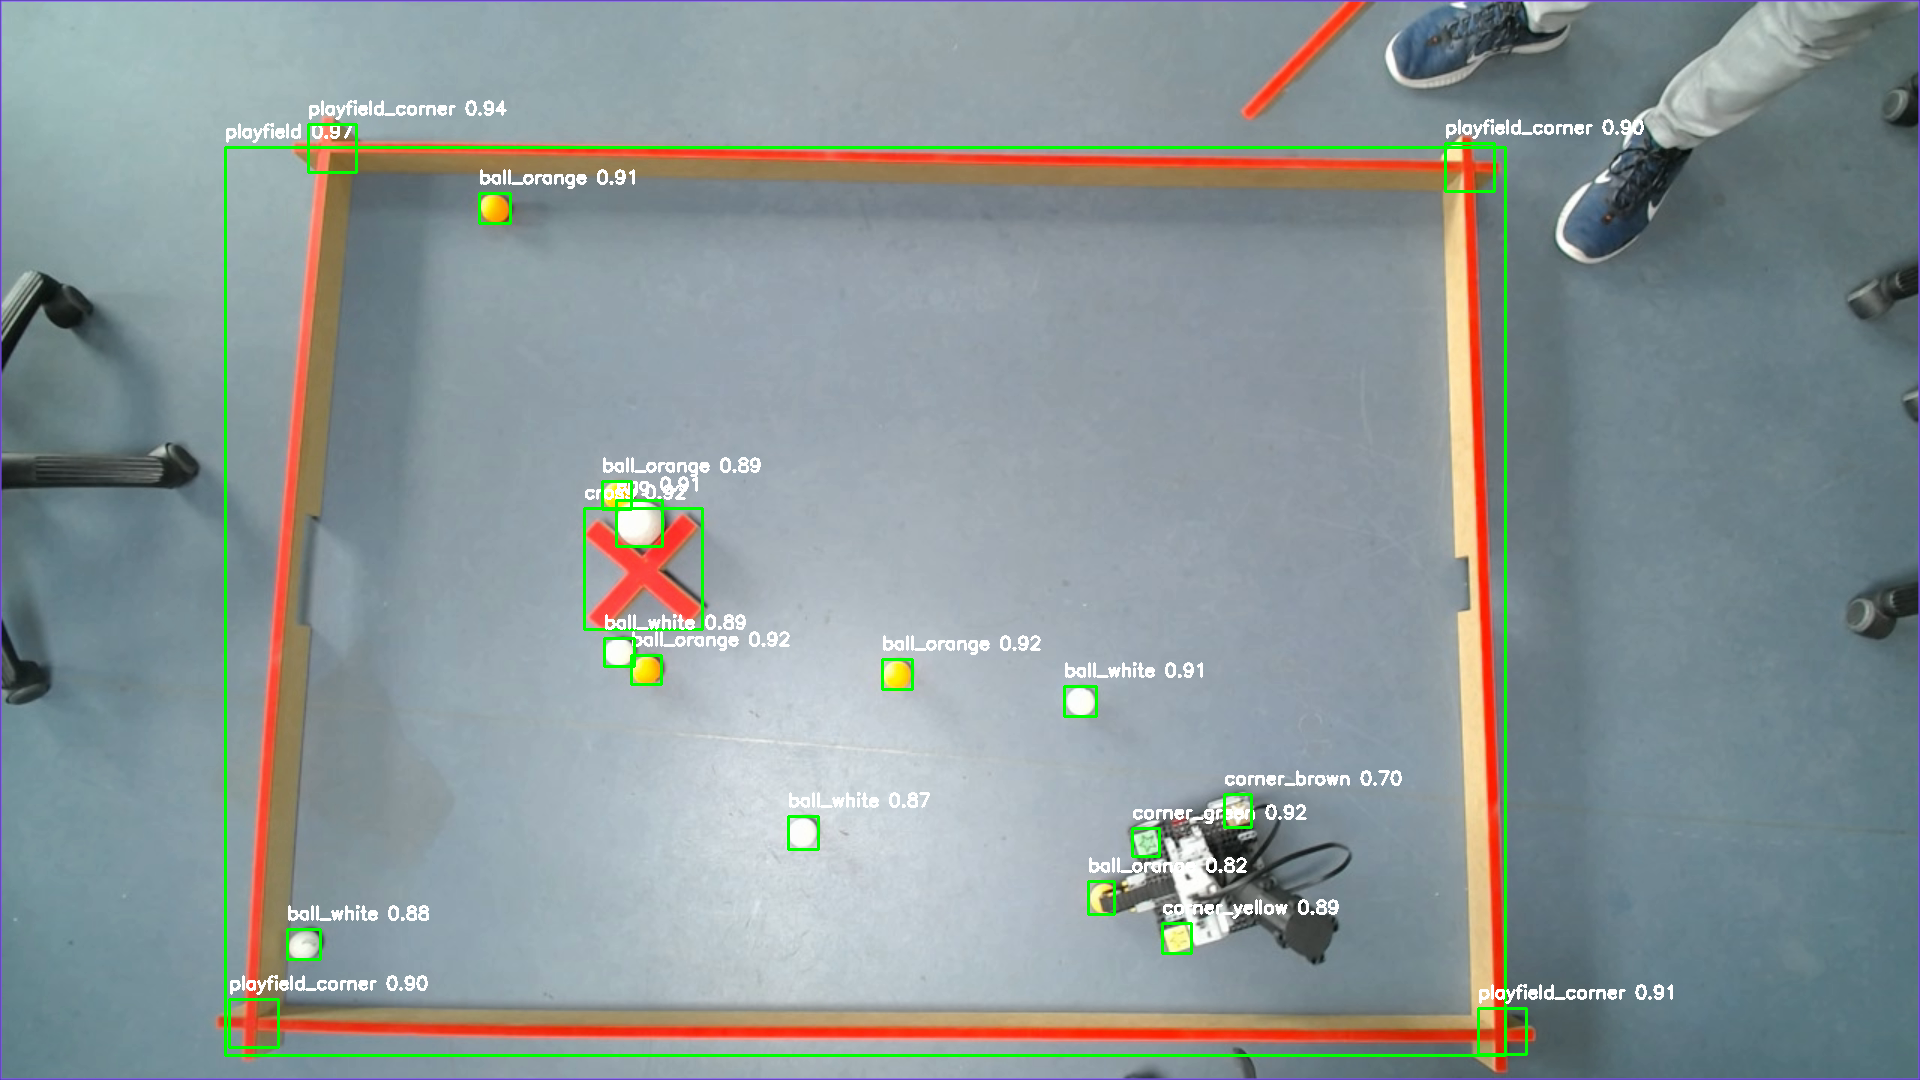 playfield_corner 0.94
playfield 0.97
playfield_corner 0.90
ball_orange 0.91
ball_orange 0.89
0.91
cross 0.92
ball_white 0.89
ball_orange 0.92
ball_orange 0.92
ball_white 0.91
corner_brown 0.70
ball_white 0.87
corner_green 0.92
ball_orange 0.82
corner_yellow 0.89
ball_white 0.88
playfield_corner 0.90
playfield_corner 0.91